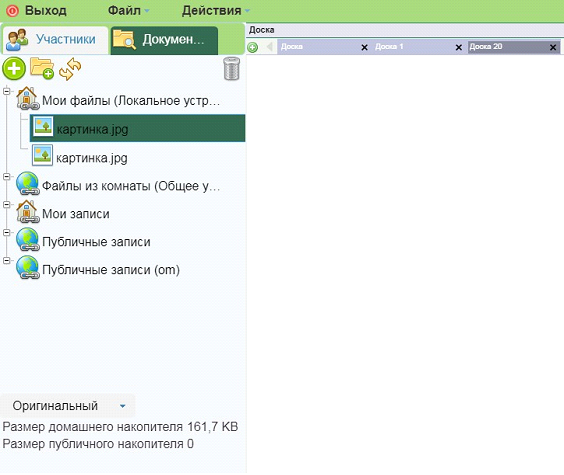 Выход Файл Действия
Участники Докумен...
Доска
Доска Доска 1 Доска 20
Мои файлы (Локальное устр...
картинка.jpg
картинка.jpg
Файлы из комнаты (Общее у...
Мои записи
Публичные записи
Публичные записи (om)
Оригинальный
Размер домашнего накопителя 161,7 KB
Размер публичного накопителя 0